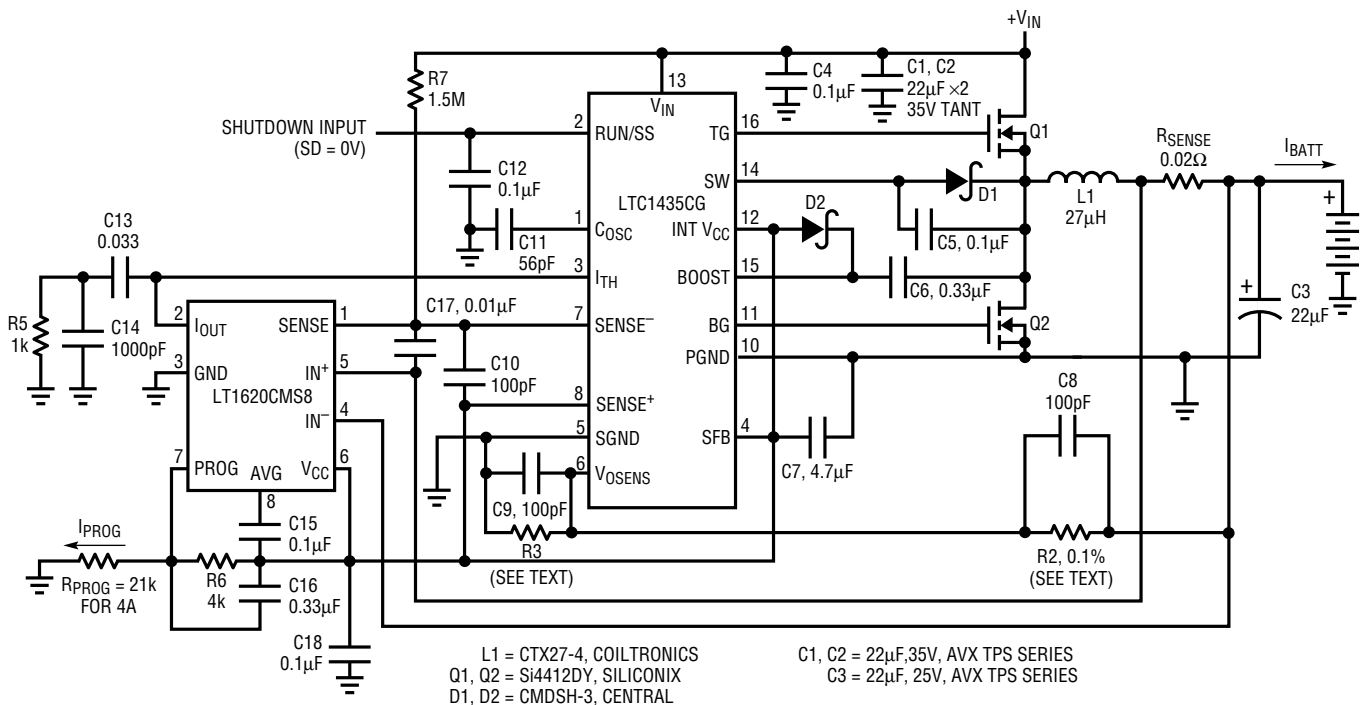 +VIN
R7
1.5M
13
VIN
C4
0.1µF
C1, C2
22µF ×2
35V TANT
SHUTDOWN INPUT
(SD = 0V)
2
RUN/SS
TG
16
Q1
RSENSE
0.02Ω
IBATT
C12
0.1µF
LTC1435CG
SW
14
D1
L1
27µH
D2
C13
0.033
1
COSC
C11
56pF
INT VCC
12
C5, 0.1µF
+
3
ITH
BOOST
15
C6, 0.33µF
+
C3
22µF
R5
1k
C14
1000pF
2
IOUT
SENSE
1
C17, 0.01µF
7
SENSE–
BG
11
Q2
3
GND
LT1620CMS8
IN+
5
C10
100pF
PGND
10
IN–
4
8
SENSE+
C8
100pF
5
SGND
SFB
4
7
PROG
AVG
VCC
6
6
VOSENS
C7, 4.7µF
8
C9, 100pF
IPROG
C15
0.1µF
R3
(SEE TEXT)
R2, 0.1%
(SEE TEXT)
RPROG = 21k
FOR 4A
R6
4k
C16
0.33µF
C18
0.1µF
L1 = CTX27-4, COILTRONICS
Q1, Q2 = Si4412DY, SILICONIX
D1, D2 = CMDSH-3, CENTRAL
C1, C2 = 22µF,35V, AVX TPS SERIES
C3 = 22µF, 25V, AVX TPS SERIES